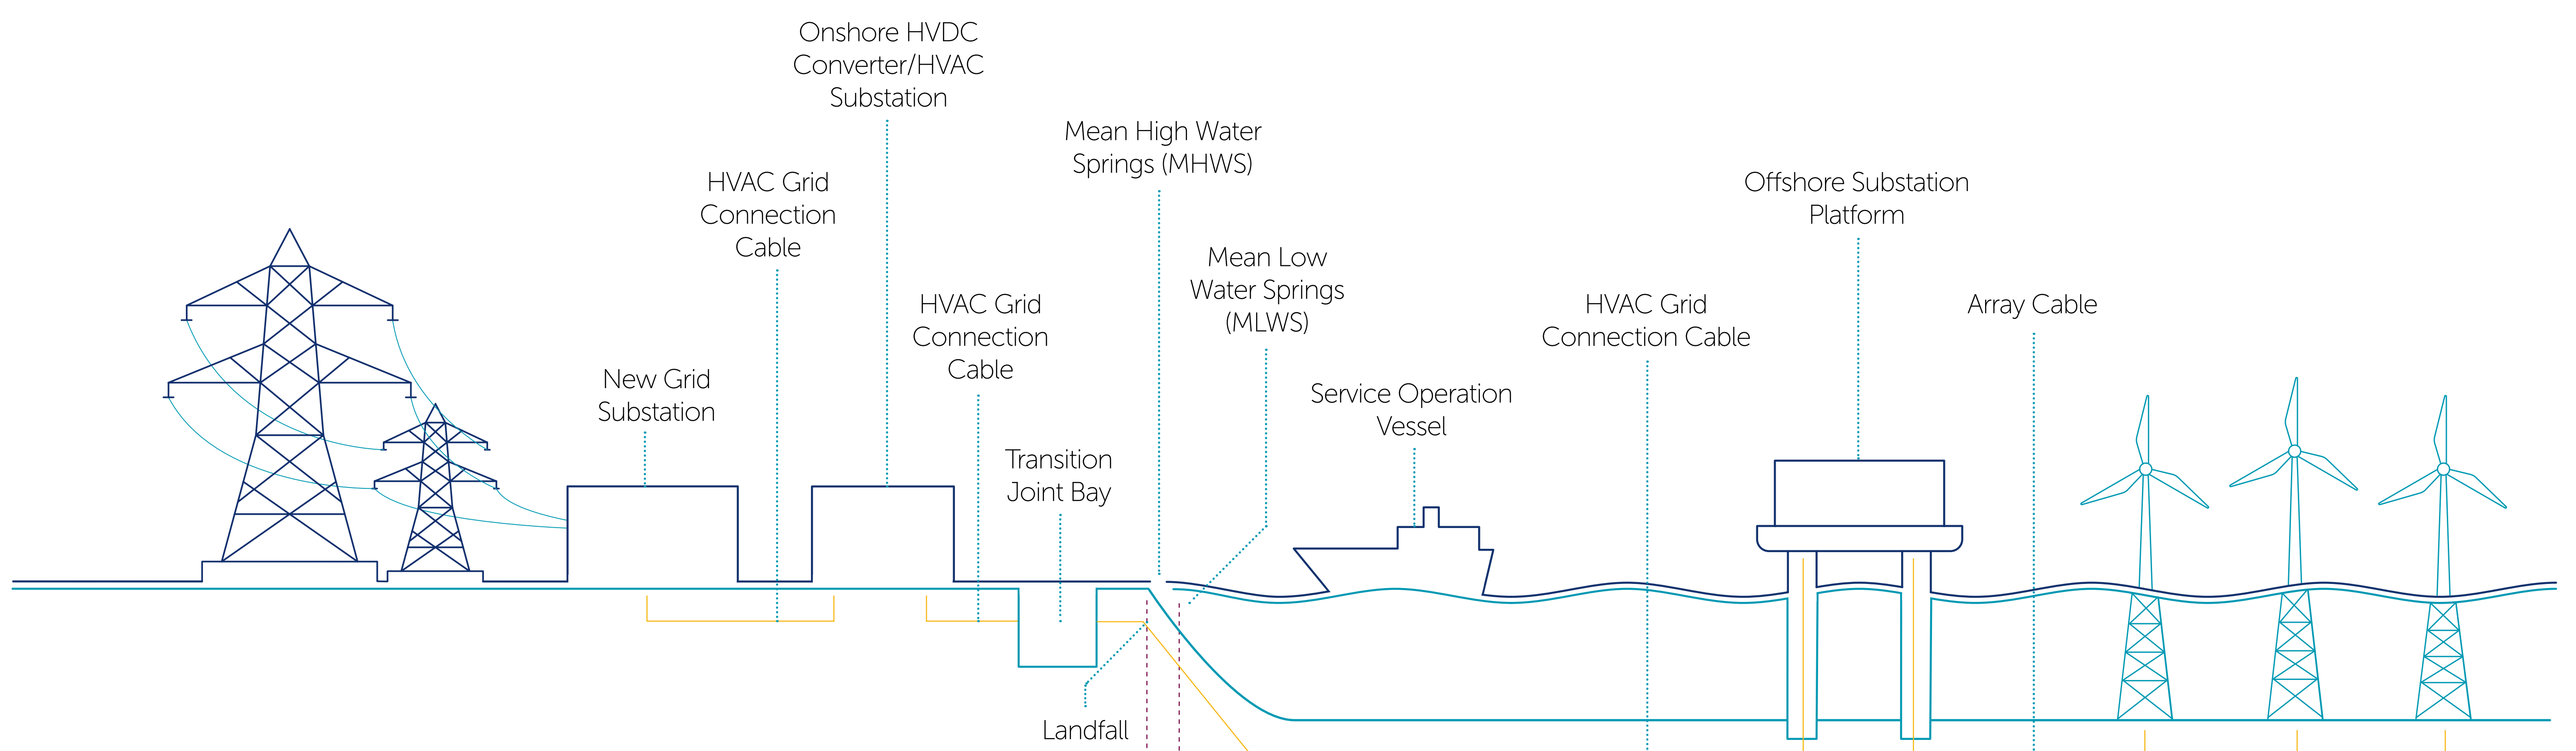 Onshore HVDC
Converter/HVAC
Substation
Mean High Water
Springs (MHWS)
HVAC Grid
Connection
Cable
Offshore Substation
Platform
Mean Low
Water Springs
(MLWS)
HVAC Grid
Connection
Cable
HVAC Grid
Connection Cable
Array Cable
New Grid
Substation
Service Operation
Vessel
Transition
Joint Bay
Landfall